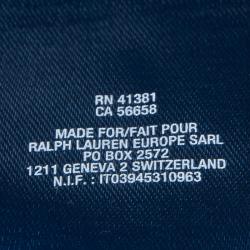 RN 41381
CA 56658
MADE FOR/FAIT POUR
RALPH LAUREN EUROPE SARL
PO BOX 2572
1211 GENEVA 2 SWITZERLAND
N.I.F. : IT03945310963